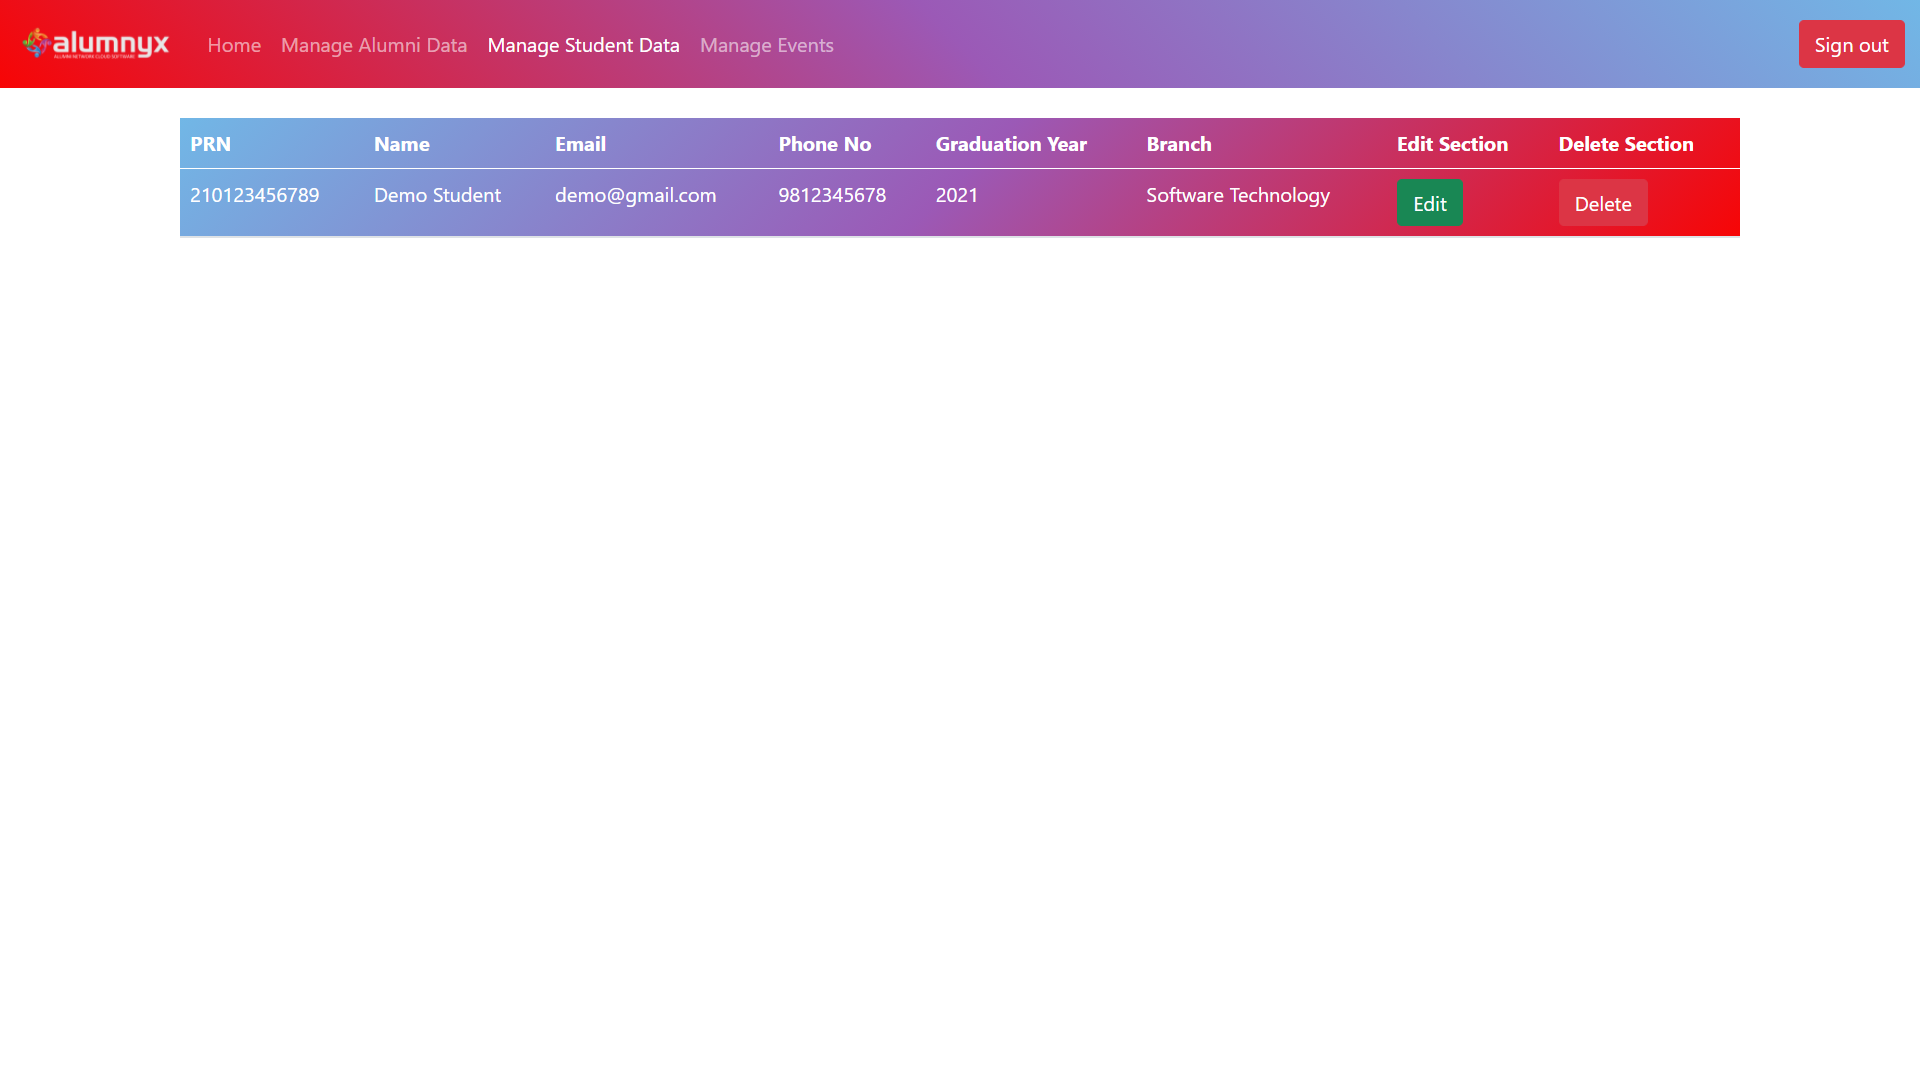 alumnyx
ALUMNI NETWORK CLOUD SOFTWARE
Home Manage Alumni Data Manage Student Data Manage Events Sign out
PRN Name Email Phone No Graduation Year Branch Edit Section Delete Section
210123456789 Demo Student demo@gmail.com 9812345678 2021 Software Technology Edit Delete